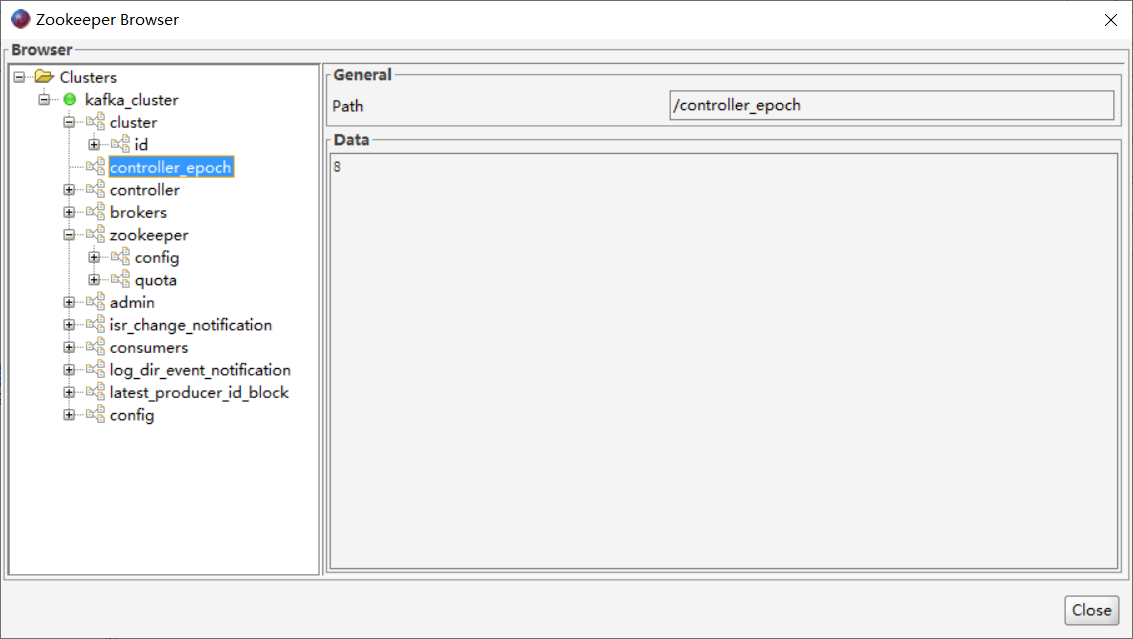 Zookeeper Browser
Browser
Clusters
kafka_cluster
cluster
id
controller_epoch
controller
brokers
zookeeper
config
quota
admin
isr_change_notification
consumers
log_dir_event_notification
latest_producer_id_block
config
General
Path
/controller_epoch
Data
8
Close